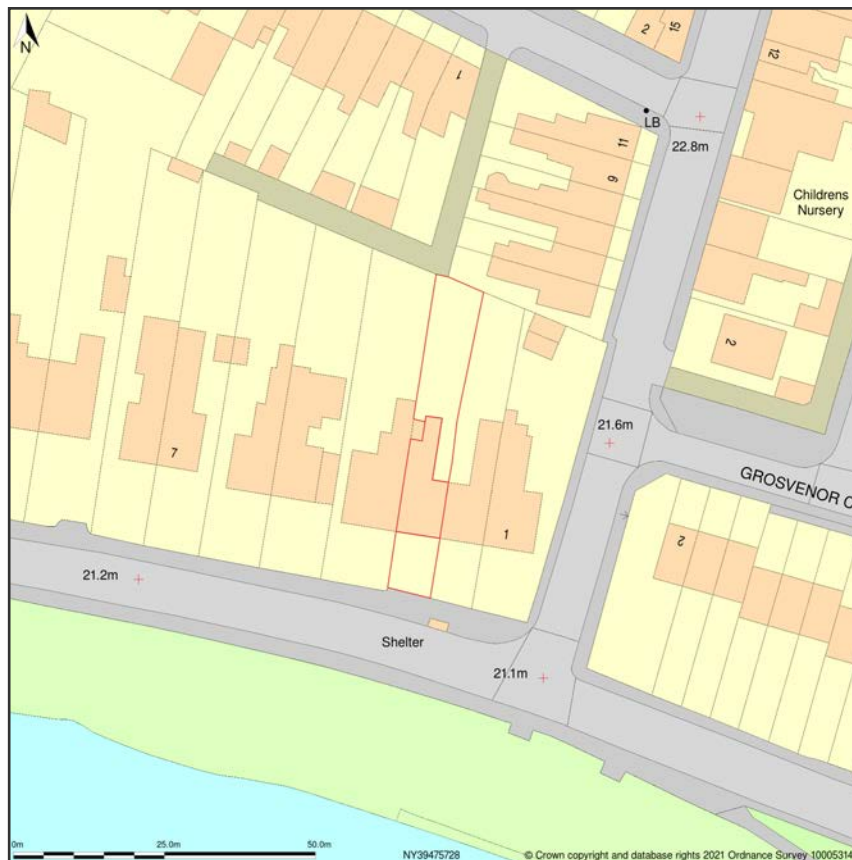 N
2
15
12
1
LB
11
9
22.8m
Childrens
Nursery
2
21.6m
GROSVENOR C
7
1
2
21.2m
Shelter
21.1m
0m 25.0m 50.0m
NY39475728
© Crown copyright and database rights 2021 Ordnance Survey 10005314